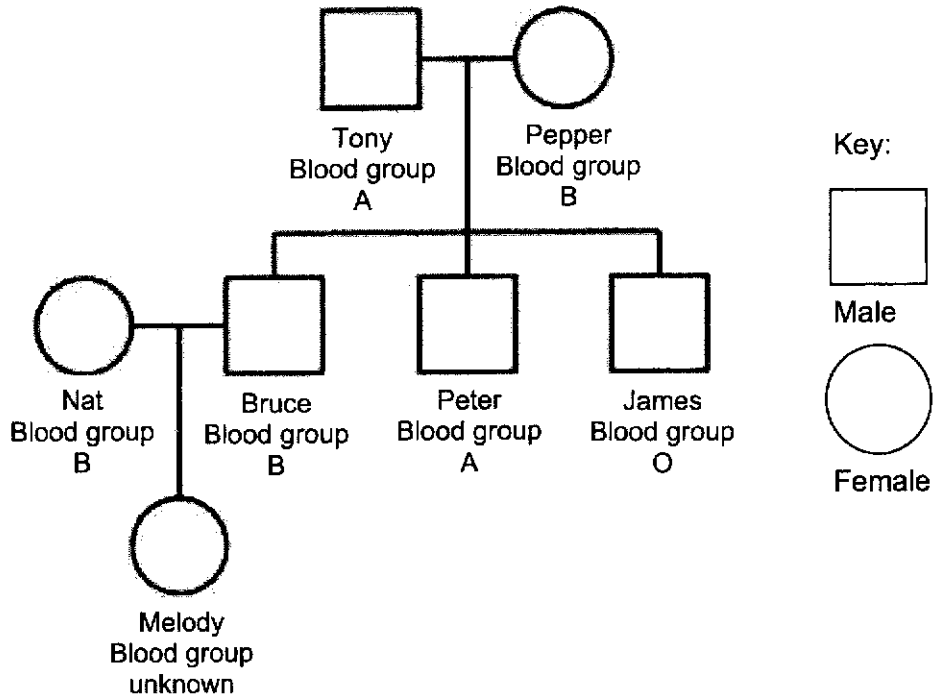 Tony
Blood group
A
Pepper
Blood group
B
Key:
Male
Female
Nat
Blood group
B
Bruce
Blood group
B
Peter
Blood group
A
James
Blood group
O
Melody
Blood group
unknown